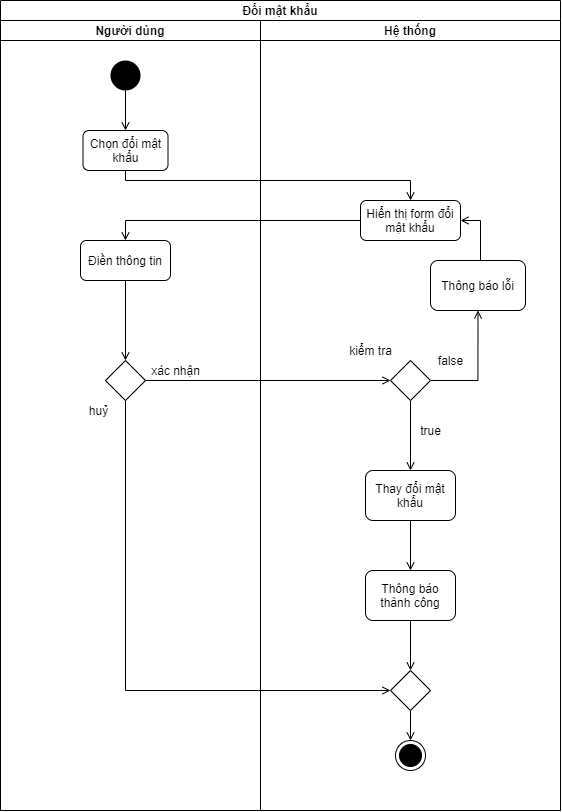 Đổi mật khẩu
Người dùng
Hệ thống
Chọn đổi mật
khẩu
Hiển thị form đổi
mật khẩu
Điền thông tin
Thông báo lỗi
kiểm tra
xác nhận
false
huỷ
true
Thay đổi mật
khẩu
Thông báo
thành công